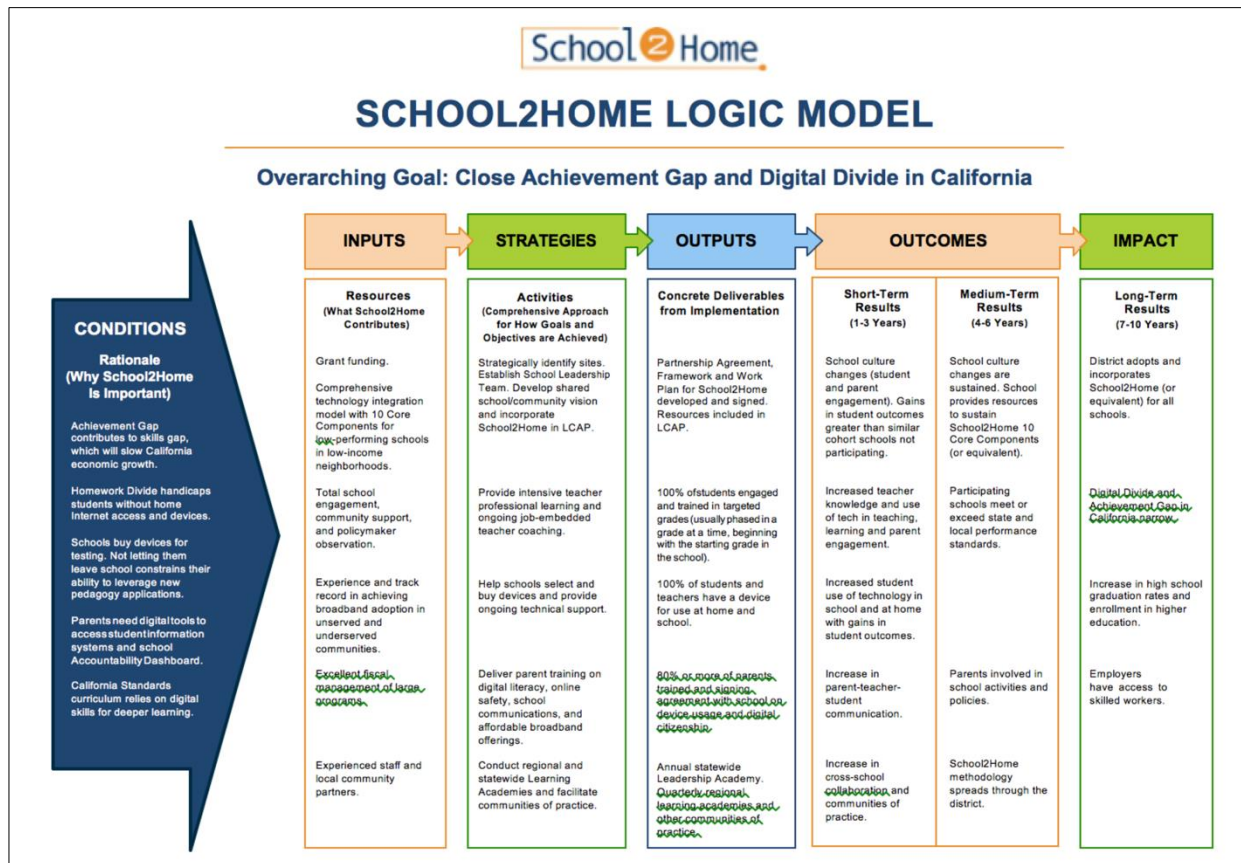 School2Home
SCHOOL2HOME LOGIC MODEL
Overarching Goal: Close Achievement Gap and Digital Divide in California
CONDITIONS
Rationale
(Why School2Home
Is Important)
Achievement Gap
contributes to skills gap,
which will slow California
economic growth.
Homework Divide handicaps
students without home
Internet access and devices.
Schools buy devices for
testing. Not letting them
leave school constrains their
ability to leverage new
pedagogy applications.
Parents need digital tools to
access student information
systems and school
Accountability Dashboard.
California Standards
curriculum relies on digital
skills for deeper learning.
INPUTS
Resources
(What School2Home
Contributes)
Grant funding.
Comprehensive
technology integration
model with 10 Core
Components for
low-performing schools
in low-income
neighborhoods.
Total school
engagement,
community support,
and policymaker
observation.
Experience and track
record in achieving
broadband adoption in
unserved and
underserved
communities.
Excellent fiscal
management of large
programs.
Experienced staff and
local community
partners.
STRATEGIES
Activities
(Comprehensive Approach
for How Goals and
Objectives are Achieved)
Strategically identify sites.
Establish School Leadership
Team. Develop shared
school/community vision
and incorporate
School2Home in LCAP.
Provide intensive teacher
professional learning and
ongoing job-embedded
teacher coaching.
Help schools select and
buy devices and provide
ongoing technical support.
Deliver parent training on
digital literacy, online
safety, school
communications, and
affordable broadband
offerings.
Conduct regional and
statewide Learning
Academies and facilitate
communities of practice.
OUTPUTS
Concrete Deliverables
from Implementation
Partnership Agreement,
Framework and Work
Plan for School2Home
developed and signed.
Resources included in
LCAP.
100% ofstudents engaged
and trained in targeted
grades (usually phased in a
grade at a time, beginning
with the starting grade in
the school).
100% of students and
teachers have a device
for use at home and
school.
80% or more of parents
trained and signing
agreement with school on
device usage and digital
citizenship.
Annual statewide
Leadership Academy.
Quarterly regional
learning academies and
other communities of
practice.
OUTCOMES
Short-Term
Results
(1-3 Years)
School culture
changes (student
and parent
engagement). Gains
in student outcomes
greater than similar
cohort schools not
participating.
Increased teacher
knowledge and use
of tech in teaching,
learning and parent
engagement.
Increased student
use of technology in
school and at home
with gains in
student outcomes.
Increase in
parent-teacher-
student
communication.
Increase in
cross-school
collaboration and
communities of
practice.
Medium-Term
Results
(4-6 Years)
School culture
changes are
sustained. School
provides resources
to sustain
School2Home 10
Core Components
(or equivalent).
Participating
schools meet or
exceed state and
local performance
standards.
Parents involved in
school activities and
policies.
School2Home
methodology
spreads through the
district.
IMPACT
Long-Term
Results
(7-10 Years)
District adopts and
incorporates
School2Home (or
equivalent) for all
schools.
Digital Divide and
Achievement Gap in
California narrow.
Increase in high school
graduation rates and
enrollment in higher
education.
Employers
have access to
skilled workers.